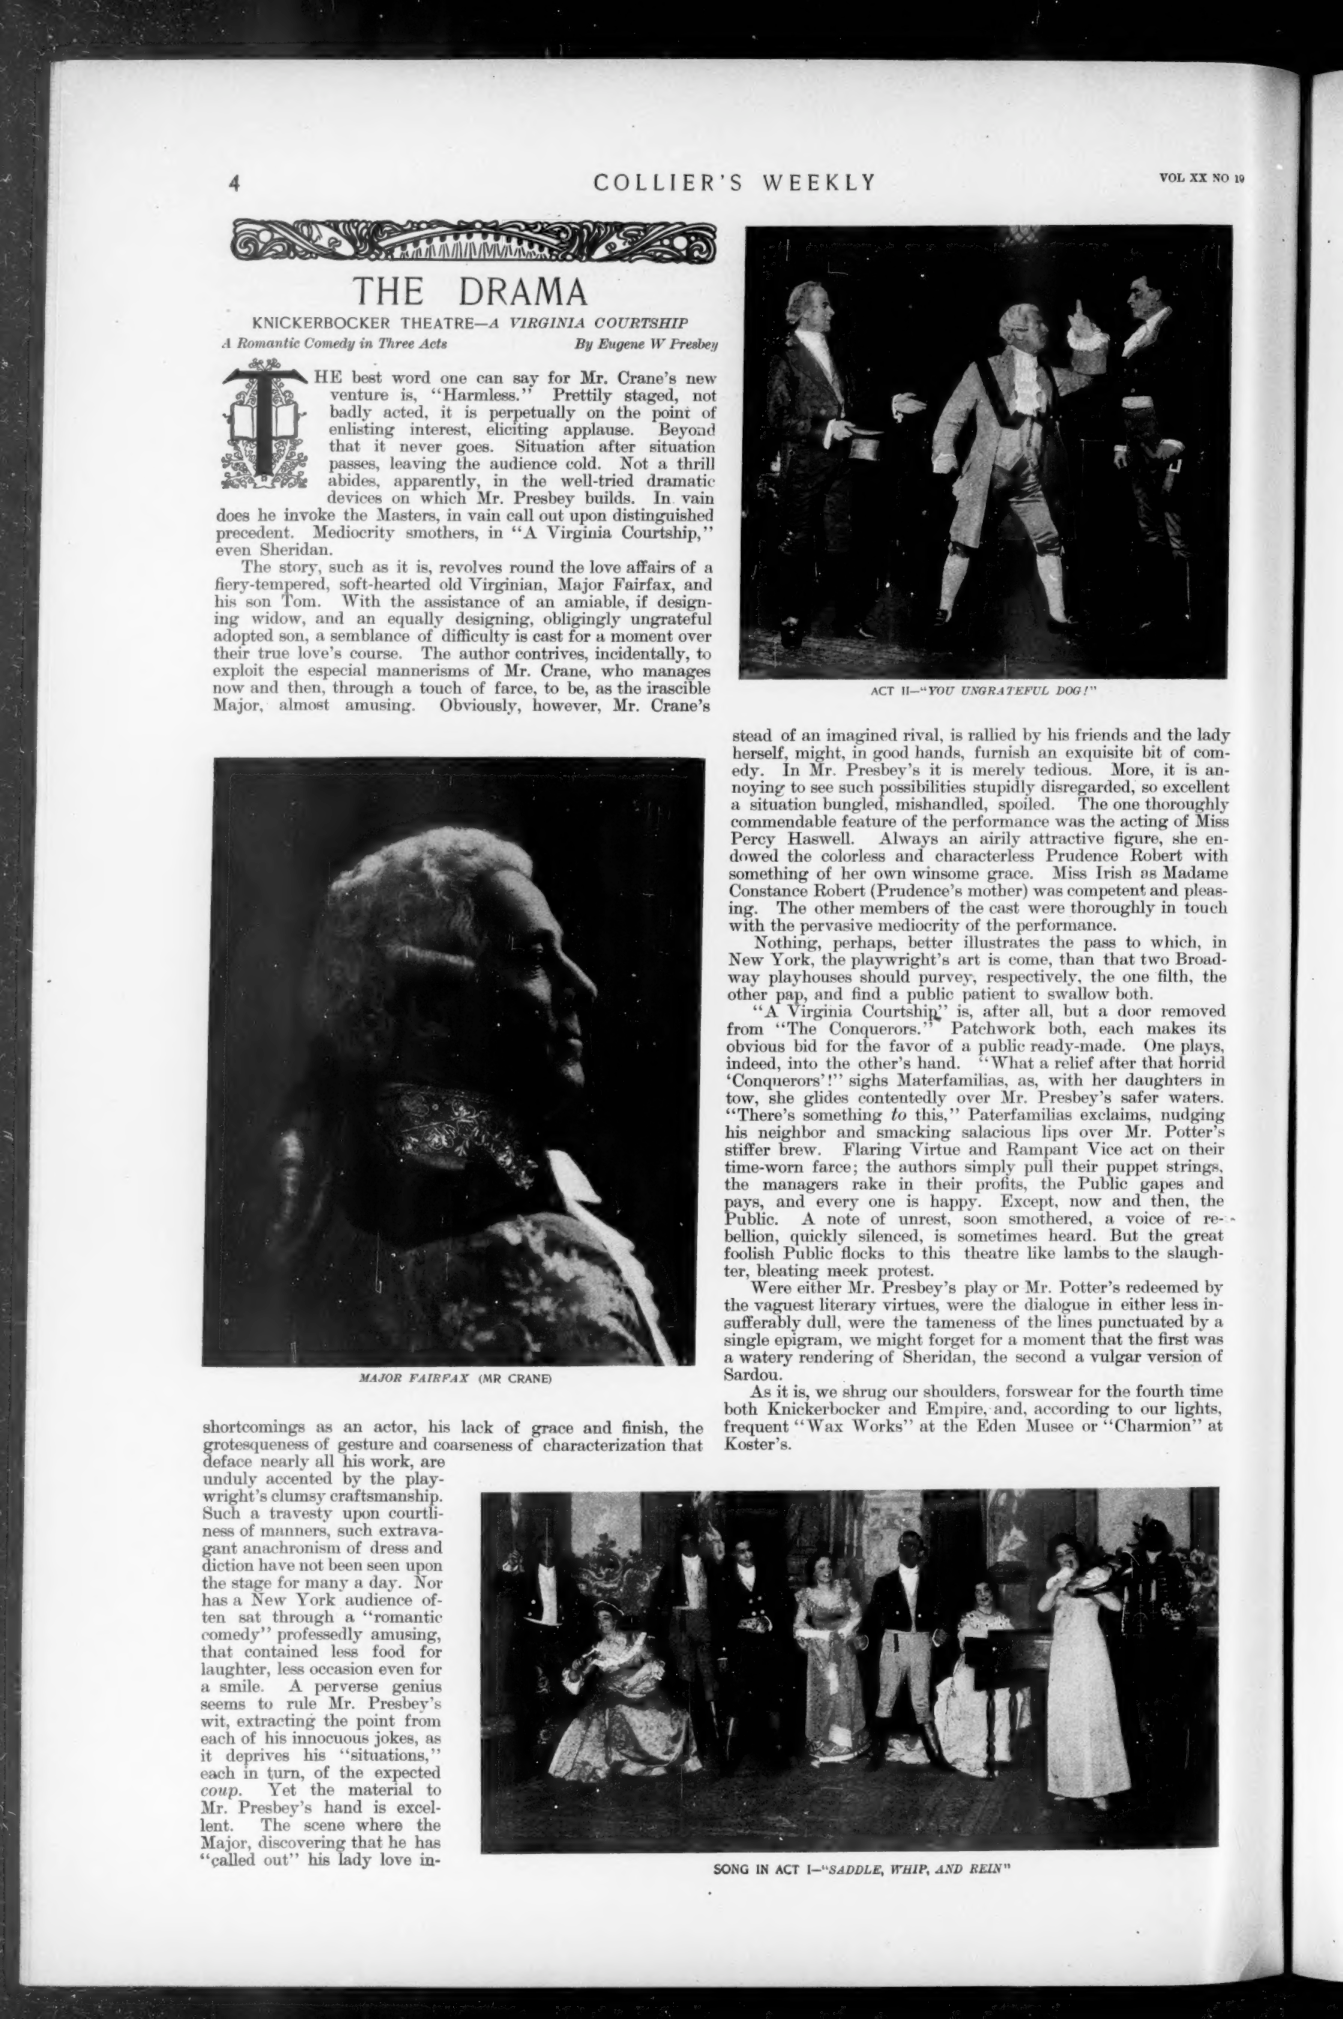 4
COLLIER'S WEEKLY
VOL XX NO 19
THE DRAMA
KNICKERBOCKER THEATRE—A VIRGINIA COURTSHIP
A Romantic Comedy in Three Acts By Eugene W Presbey
THE best word one can say for Mr. Crane's new
venture is, "Harmless." Prettily staged, not
badly acted, it is perpetually on the point of
enlisting interest, eliciting applause. Beyond
that it never goes. Situation after situation
passes, leaving the audience cold. Not a thrill
abides, apparently, in the well-tried dramatic
devices on which Mr. Presbey builds. In vain
does he invoke the Masters, in vain call out upon distinguished
precedent. Mediocrity smothers, in "A Virginia Courtship,"
even Sheridan.
The story, such as it is, revolves round the love affairs of a
fiery-tempered, soft-hearted old Virginian, Major Fairfax, and
his son Tom. With the assistance of an amiable, if design-
ing widow, and an equally designing, obligingly ungrateful
adopted son, a semblance of difficulty is cast for a moment over
their true love's course. The author contrives, incidentally, to
exploit the especial mannerisms of Mr. Crane, who manages
now and then, through a touch of farce, to be, as the irascible
Major, almost amusing. Obviously, however, Mr. Crane's
MAJOR FAIRFAX (MR CRANE)
shortcomings as an actor, his lack of grace and finish, the
grotesqueness of gesture and coarseness of characterization that
deface nearly all his work, are
unduly accented by the play-
wright's clumsy craftsmanship.
Such a travesty upon courtli-
ness of manners, such extrava-
gant anachronism of dress and
diction have not been seen upon
the stage for many a day. Nor
has a New York audience of-
ten sat through a "romantic
comedy" professedly amusing,
that contained less food for
laughter, less occasion even for
a smile. A perverse genius
seems to rule Mr. Presbey's
wit, extracting the point from
each of his innocuous jokes, as
it deprives his "situations,"
each in turn, of the expected
coup. Yet the material to
Mr. Presbey's hand is excel-
lent. The scene where the
Major, discovering that he has
"called out" his lady love in-
ACT II—"YOU UNGRATEFUL DOG!"
stead of an imagined rival, is rallied by his friends and the lady
herself, might, in good hands, furnish an exquisite bit of com-
edy. In Mr. Presbey's it is merely tedious. More, it is an-
noying to see such possibilities stupidly disregarded, so excellent
a situation bungled, mishandled, spoiled. The one thoroughly
commendable feature of the performance was the acting of Miss
Percy Haswell. Always an airily attractive figure, she en-
dowed the colorless and characterless Prudence Robert with
something of her own winsome grace. Miss Irish as Madame
Constance Robert (Prudence's mother) was competent and pleas-
ing. The other members of the cast were thoroughly in touch
with the pervasive mediocrity of the performance.
Nothing, perhaps, better illustrates the pass to which, in
New York, the playwright's art is come, than that two Broad-
way playhouses should purvey, respectively, the one filth, the
other pap, and find a public patient to swallow both.
"A Virginia Courtship" is, after all, but a door removed
from "The Conquerors." Patchwork both, each makes its
obvious bid for the favor of a public ready-made. One plays,
indeed, into the other's hand. "What a relief after that horrid
'Conquerors'!" sighs Materfamilias, as, with her daughters in
tow, she glides contentedly over Mr. Presbey's safer waters.
"There's something to this," Paterfamilias exclaims, nudging
his neighbor and smacking salacious lips over Mr. Potter's
stiffer brew. Flaring Virtue and Rampant Vice act on their
time-worn farce; the authors simply pull their puppet strings,
the managers rake in their profits, the Public gapes and
pays, and every one is happy. Except, now and then, the
Public. A note of unrest, soon smothered, a voice of re-
bellion, quickly silenced, is sometimes heard. But the great
foolish Public flocks to this theatre like lambs to the slaugh-
ter, bleating meek protest.
Were either Mr. Presbey's play or Mr. Potter's redeemed by
the vaguest literary virtues, were the dialogue in either less in-
sufferably dull, were the tameness of the lines punctuated by a
single epigram, we might forget for a moment that the first was
a watery rendering of Sheridan, the second a vulgar version of
Sardou.
As it is, we shrug our shoulders, forswear for the fourth time
both Knickerbocker and Empire, and, according to our lights,
frequent "Wax Works" at the Eden Musee or "Charmion" at
Koster's.
SONG IN ACT I—"SADDLE, WHIP, AND REIN"